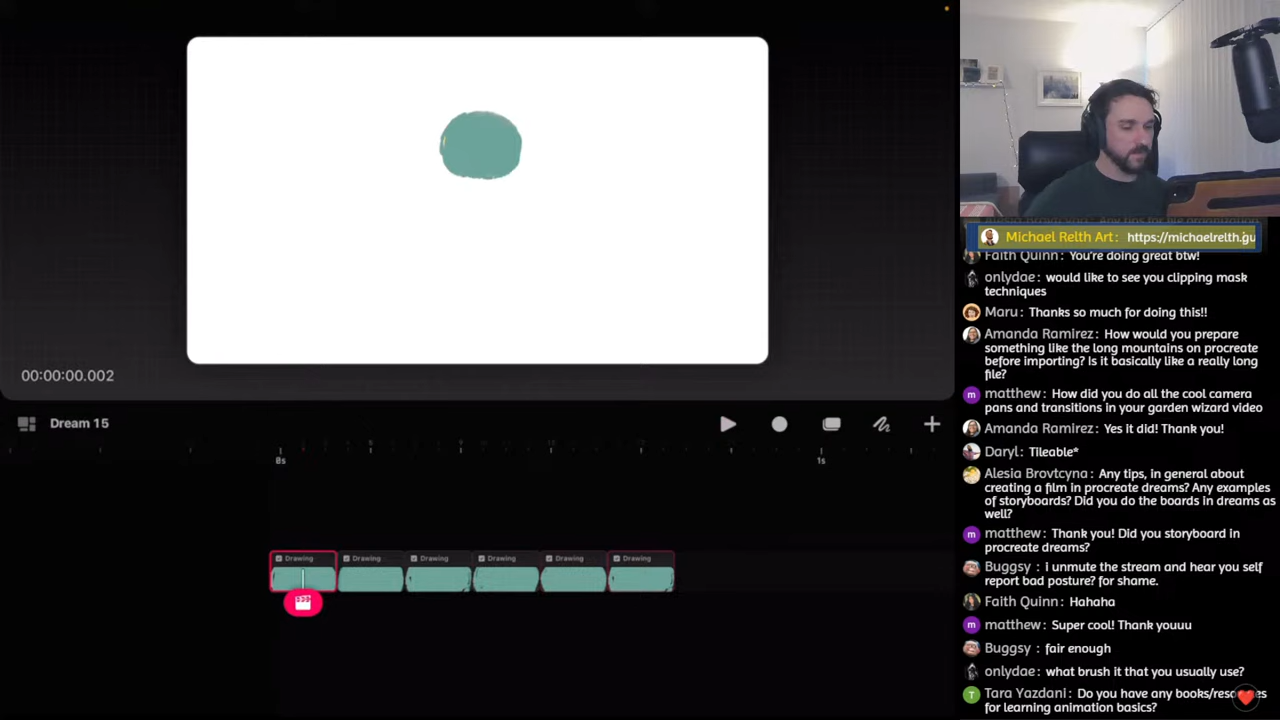 00:00:00.002
Dream 15
0s
1s
Drawing
Drawing
Drawing
Drawing
Drawing
Drawing
Michael Relth Art: https://michaelrelth.gu
Faith Quinn: You're doing great btw!
onlydae: would like to see you clipping mask
techniques
Maru: Thanks so much for doing this!!
Amanda Ramirez: How would you prepare
something like the long mountains on procreate
before importing? Is it basically like a really long
file?
m matthew: How did you do all the cool camera
pans and transitions in your garden wizard video
Amanda Ramirez: Yes it did! Thank you!
Daryl: Tileable*
Alesia Brovtcyna: Any tips, in general about
creating a film in procreate dreams? Any examples
of storyboards? Did you do the boards in dreams as
well?
m matthew: Thank you! Did you storyboard in
procreate dreams?
Buggsy : i unmute the stream and hear you self
report bad posture? for shame.
Faith Quinn: Hahaha
m matthew: Super cool! Thank youuu
Buggsy : fair enough
onlydae: what brush it that you usually use?
T Tara Yazdani: Do you have any books/resources
for learning animation basics?